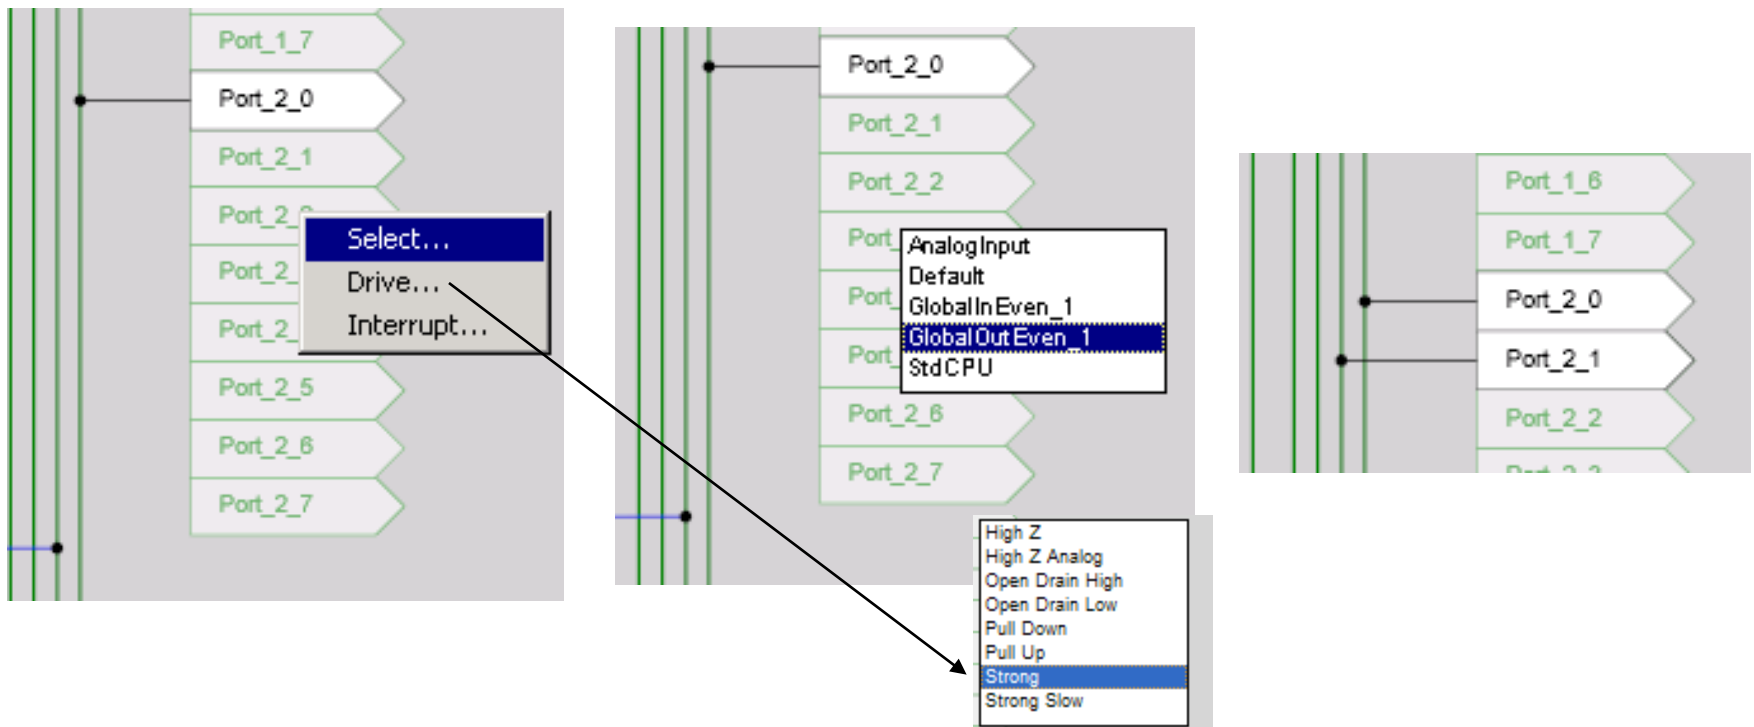 Port_1_7
Port_2_0
Port_2_1
Port_2_
Select...
Port_2_
Drive...
Port_2_
Interrupt...
Port_2_5
Port_2_6
Port_2_7
Port_2_0
Port_2_1
Port_2_2
Port_
AnalogInput
Default
Port_
GlobalInEven_1
GlobalOutEven_1
Port_
StdCPU
Port_2_6
Port_2_7
High Z
High Z Analog
Open Drain High
Open Drain Low
Pull Down
Pull Up
Strong
Strong Slow
Port_1_6
Port_1_7
Port_2_0
Port_2_1
Port_2_2